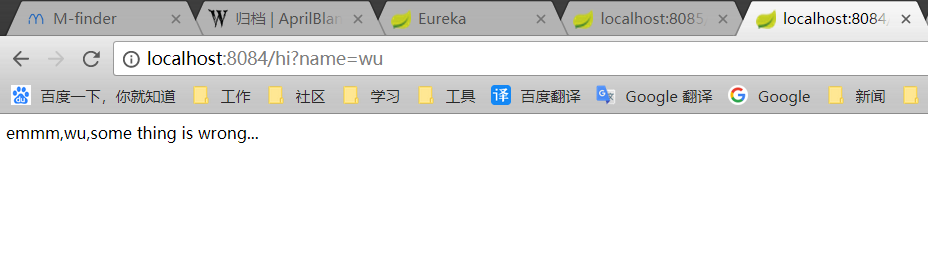 M-finder 归档 | AprilBlan Eureka localhost:8085 localhost:8084
localhost:8084/hi?name=wu
百度一下，你就知道 工作 社区 学习 工具 译 百度翻译 Google 翻译 Google 新闻
emmm,wu,some thing is wrong...